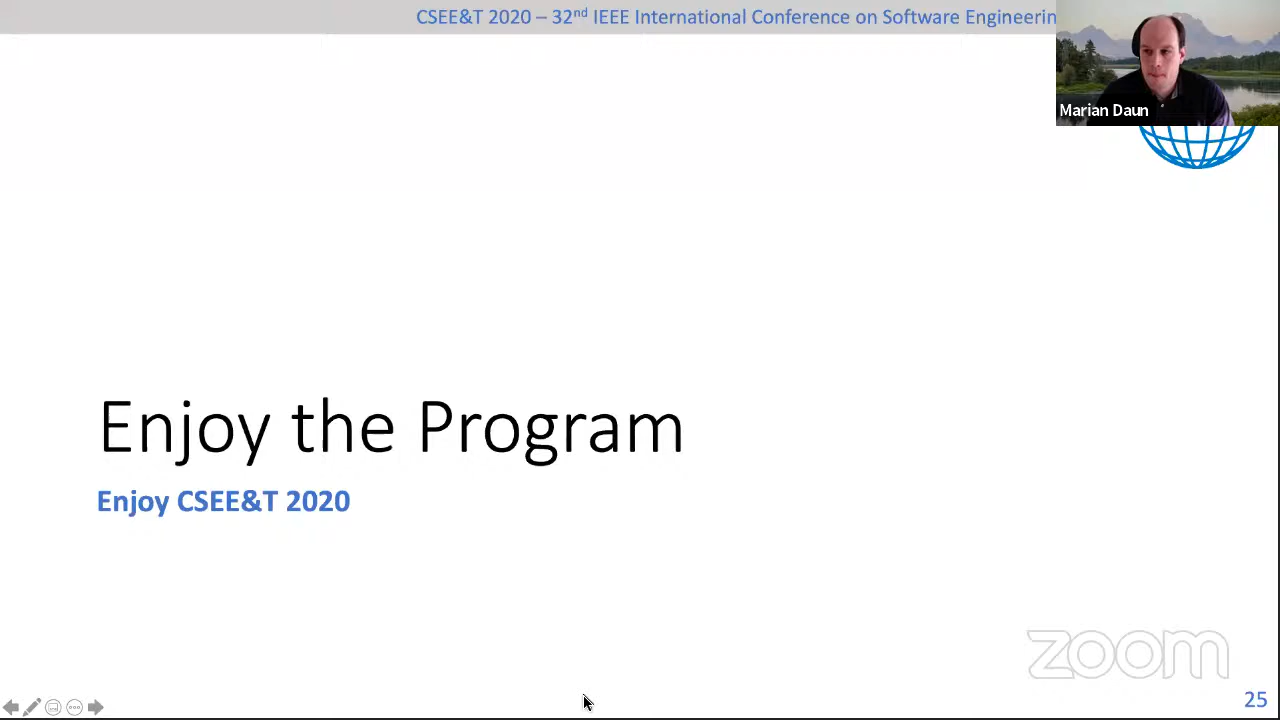 CSEE&T 2020 – 32nd IEEE International Conference on Software Engineerin
Marian Daun
Enjoy the Program
Enjoy CSEE&T 2020
zoom
25